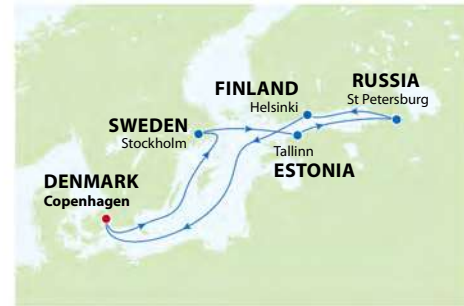 FINLAND
Helsinki
RUSSIA
St Petersburg
SWEDEN
Stockholm
Tallinn
ESTONIA
DENMARK
Copenhagen